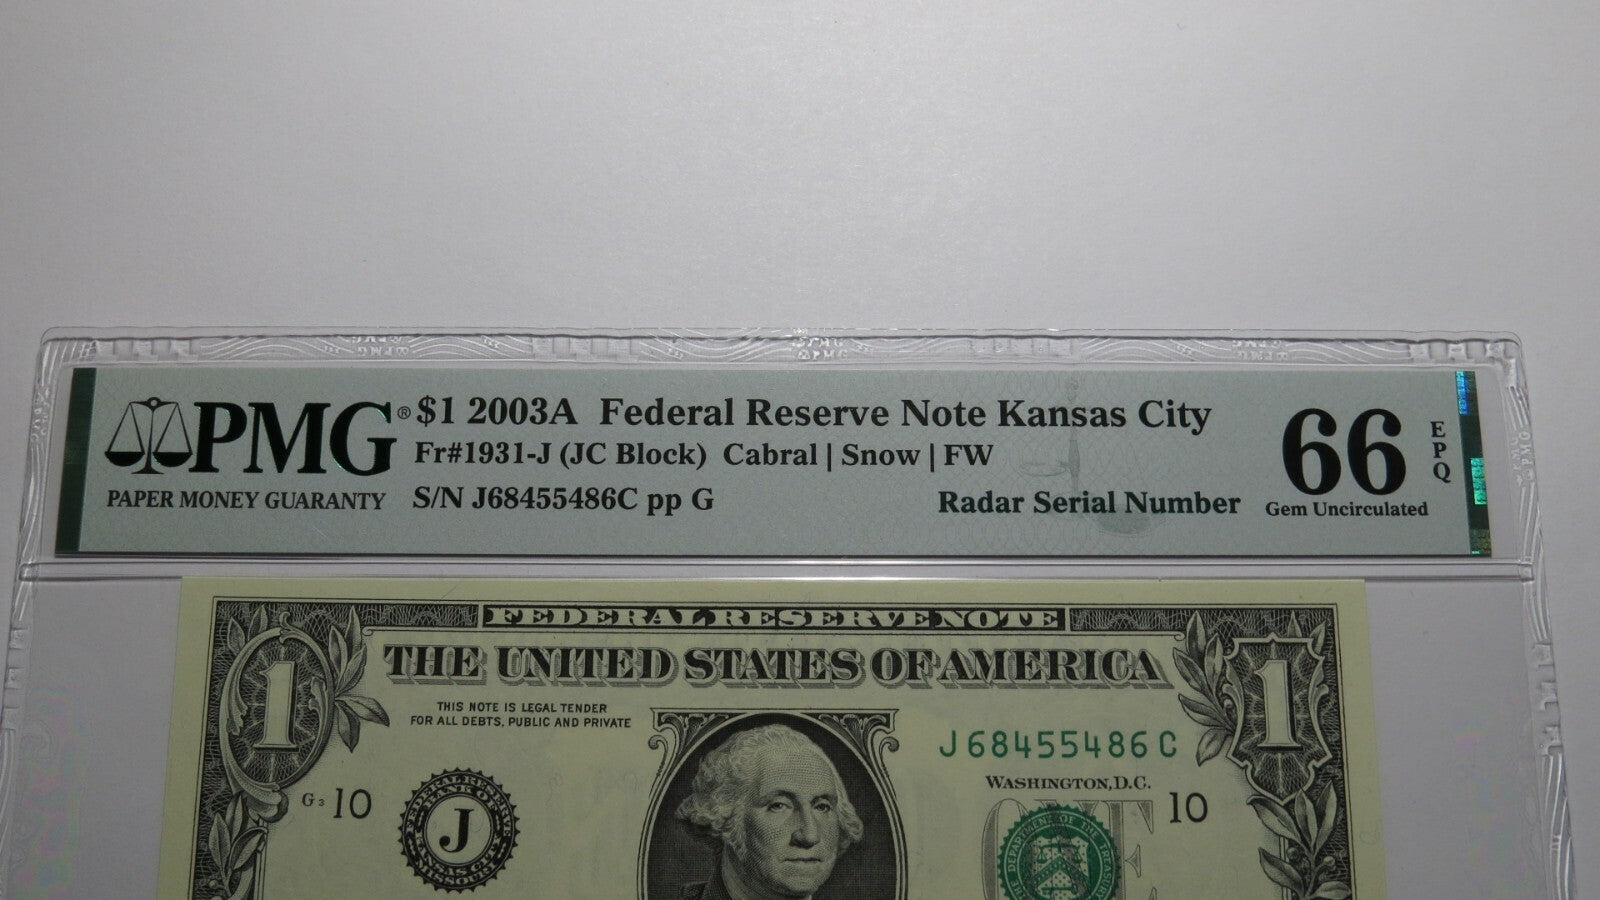 PMG®
PAPER MONEY GUARANTY
$1 2003A Federal Reserve Note Kansas City
Fr#1931-J (JC Block) Cabral | Snow | FW
S/N J68455486C pp G
Radar Serial Number
66
EPQ
Gem Uncirculated
FEDERAL RESERVE NOTE
THE UNITED STATES OF AMERICA
1
1
THIS NOTE IS LEGAL TENDER
FOR ALL DEBTS, PUBLIC AND PRIVATE
J 68455486 C
WASHINGTON, D.C.
G3 10
10
J